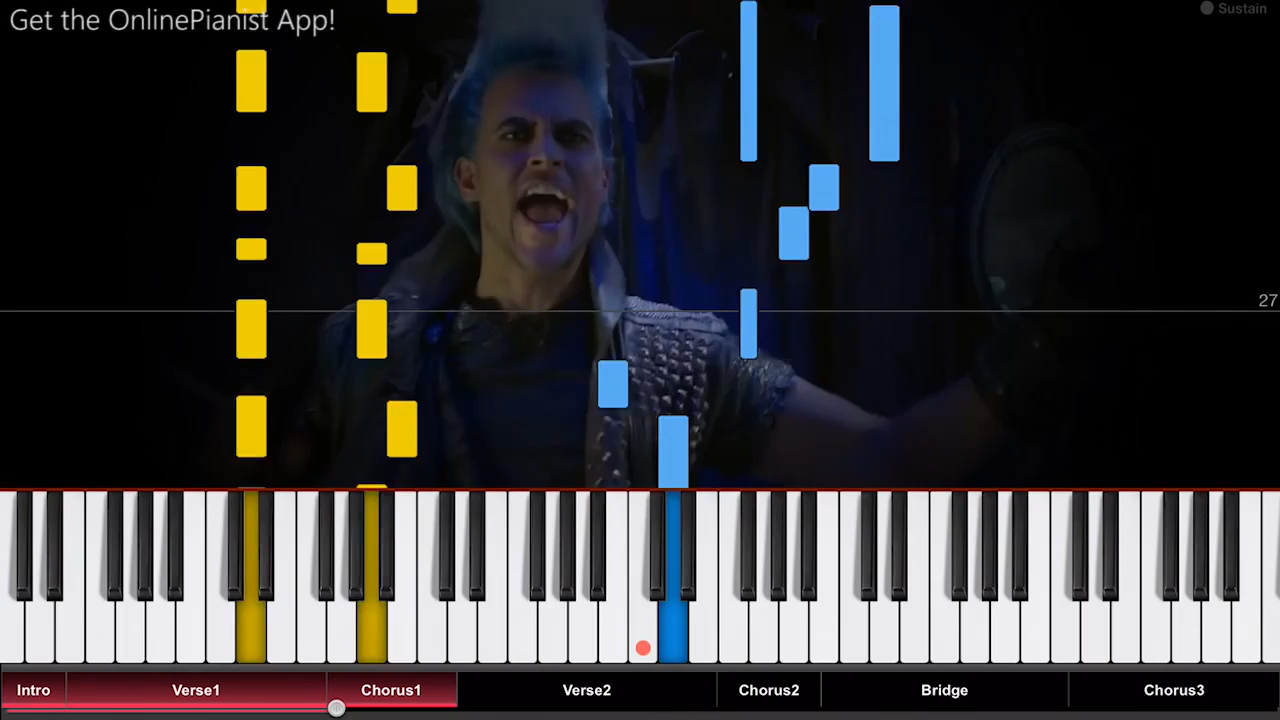 Get the OnlinePianist App!
Sustain
27
Intro
Verse1
Chorus1
Verse2
Chorus2
Bridge
Chorus3